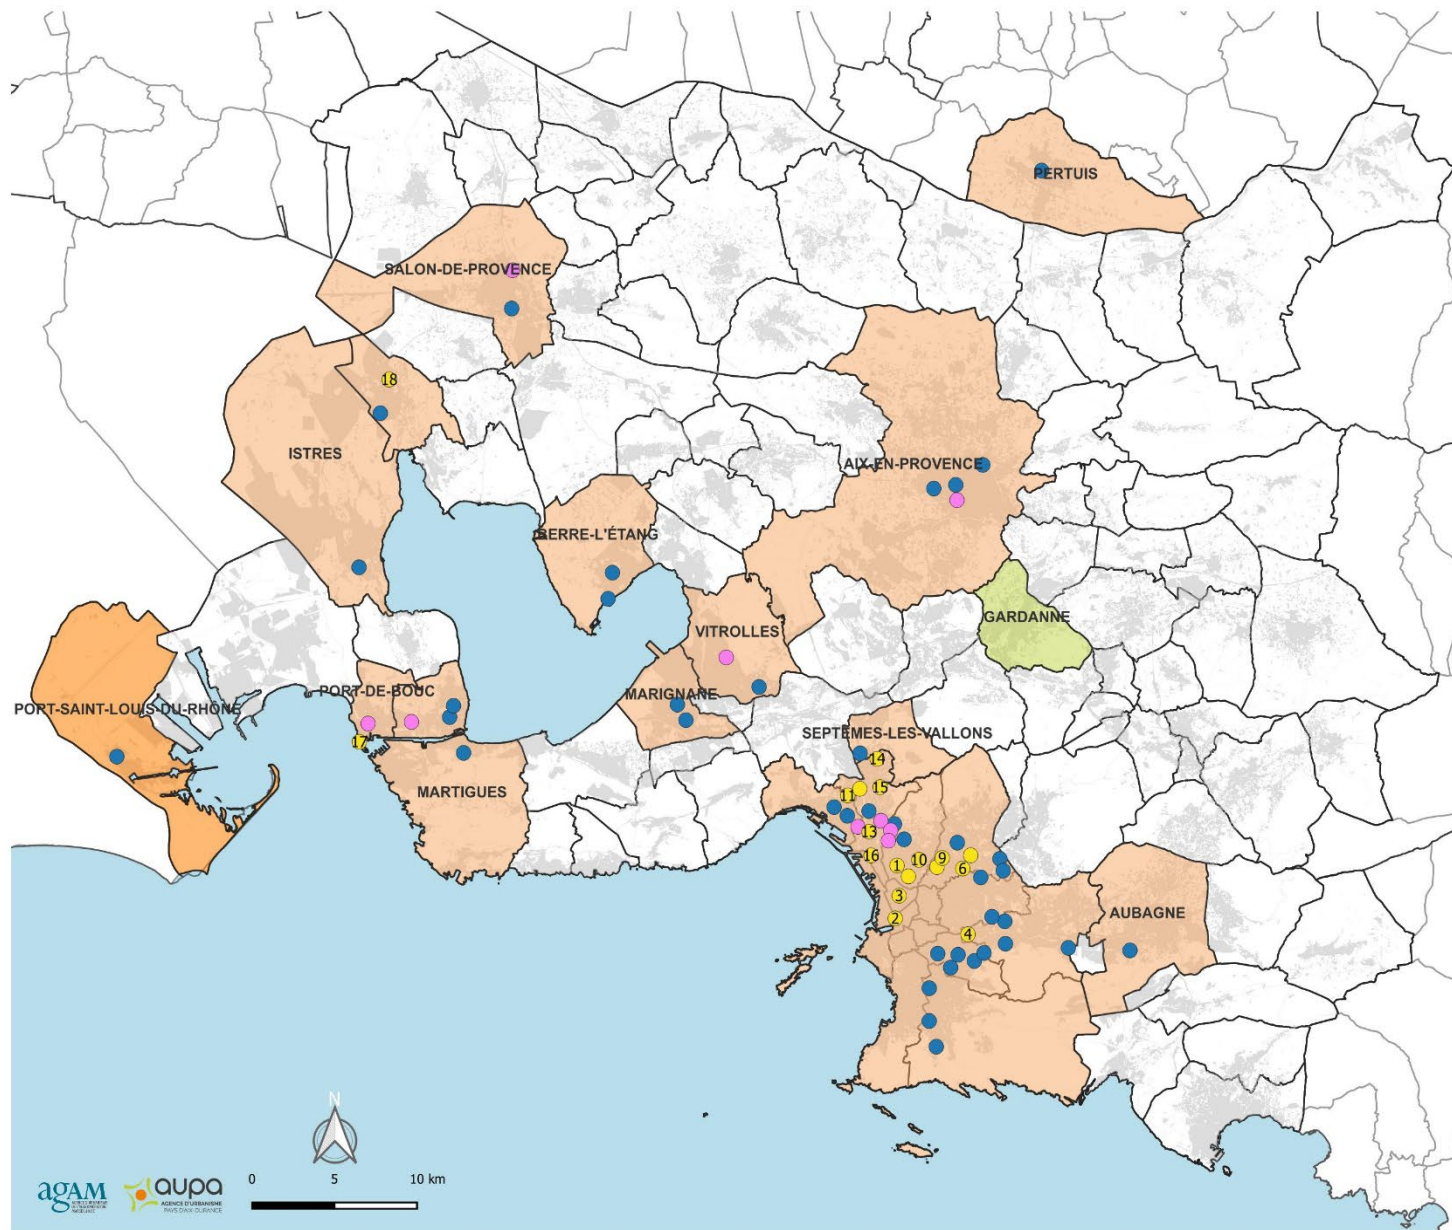 PERTUIS
SALON-DE-PROVENCE
18
ISTRES
AIX-EN-PROVENCE
BERRE-L'ÉTANG
GARDANNE
VITROLLES
PORT-DE-BOUC
MARIGNANE
PORT-SAINT-LOUIS-DU-RHÔNE
SEPTÈMES-LES-VALLONS
17
14
MARTIGUES
15
11
13
16
10
9
1
6
3
AUBAGNE
2
4
N
0 5 10 km
agAM
aupa
AGENCE D'URBANISME
PAYS D'AIX-DURANCE